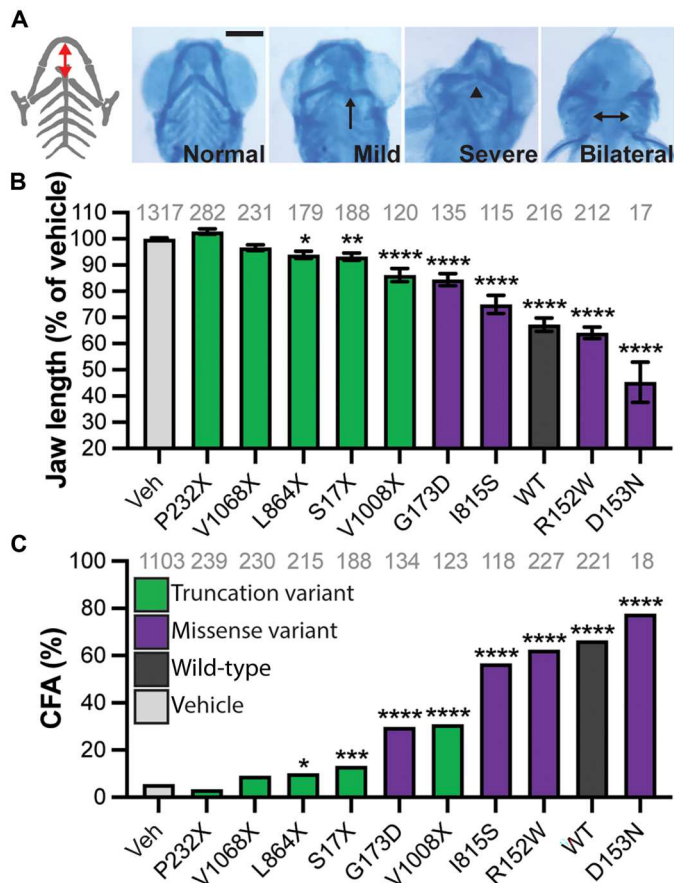 A
Normal
Mild
Severe
Bilateral
B
1317 282 231 179 188 120 135 115 216 212 17
Jaw length (% of vehicle)
110
100
90
80
70
60
50
40
30
20
* ** **** **** **** **** **** ****
Veh P232X V1068X L864X S17X V1008X G173D I815S WT R152W D153N
C
1103 239 230 215 188 134 123 118 227 221 18
CFA (%)
100
80
60
40
20
0
Truncation variant
Missense variant
Wild-type
Vehicle
* *** **** **** **** **** **** ****
Veh P232X V1068X L864X S17X G173D V1008X I815S R152W WT D153N